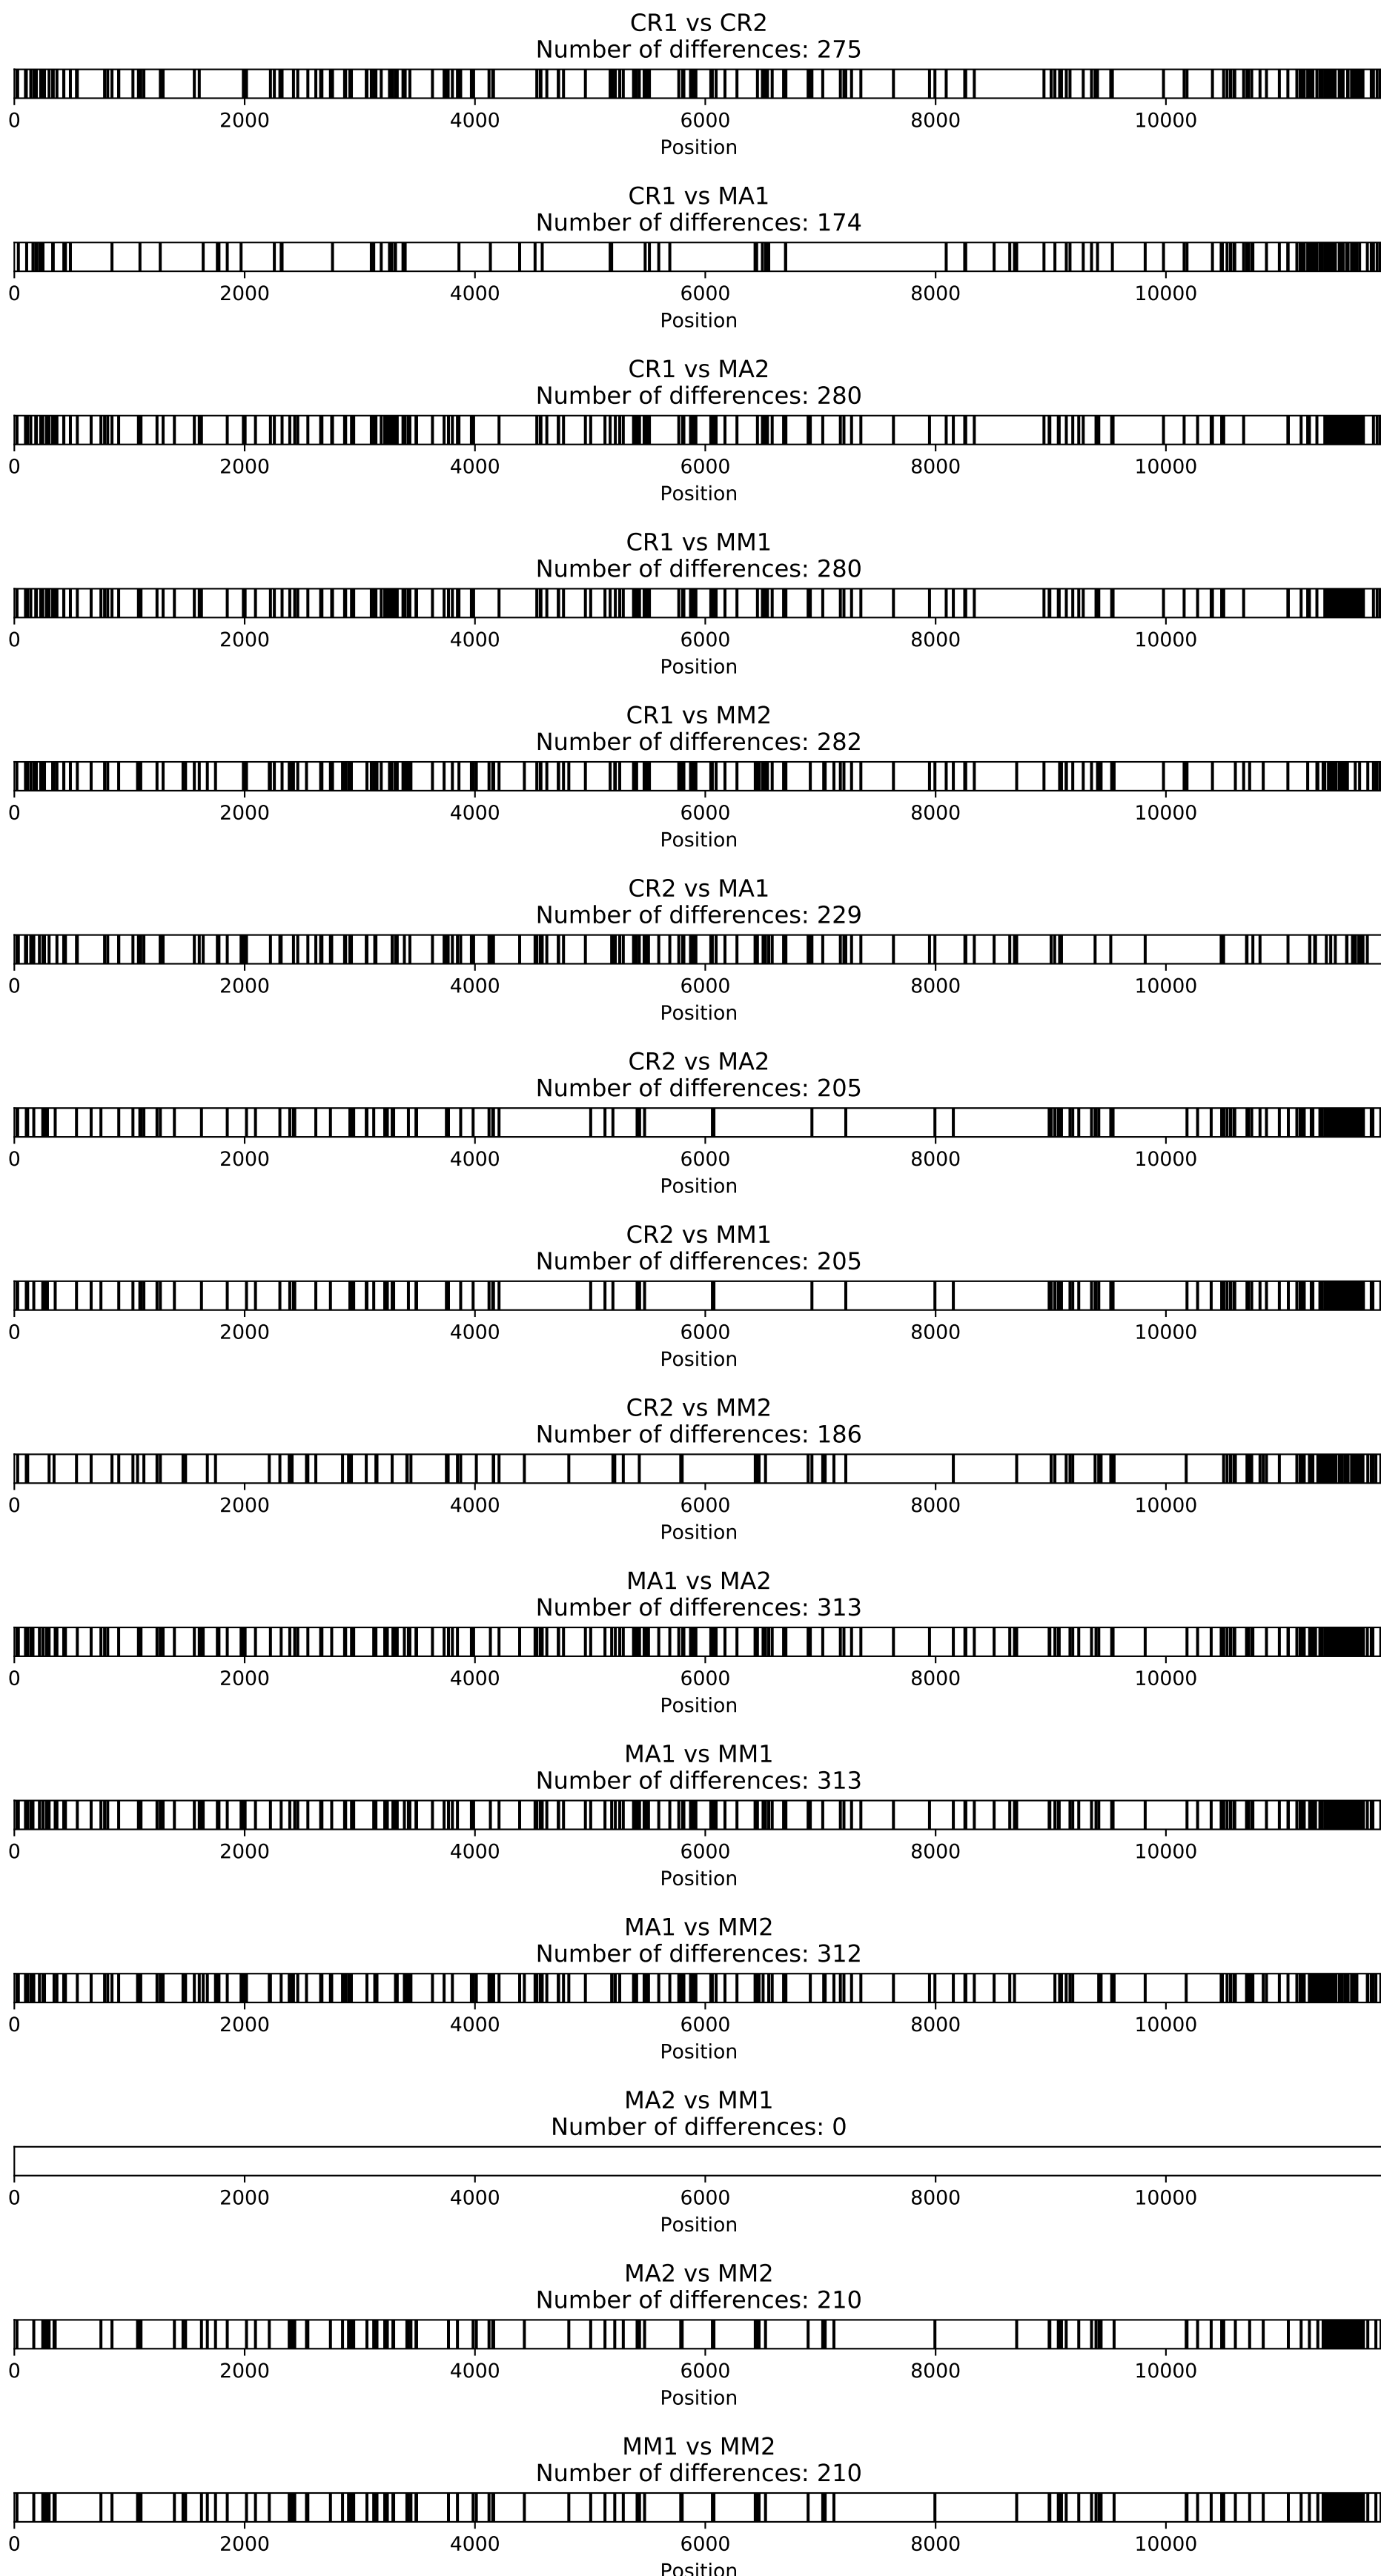 CR1 vs CR2
Number of differences: 275
0 2000 4000 6000 8000 10000
Position
CR1 vs MA1
Number of differences: 174
0 2000 4000 6000 8000 10000
Position
CR1 vs MA2
Number of differences: 280
0 2000 4000 6000 8000 10000
Position
CR1 vs MM1
Number of differences: 280
0 2000 4000 6000 8000 10000
Position
CR1 vs MM2
Number of differences: 282
0 2000 4000 6000 8000 10000
Position
CR2 vs MA1
Number of differences: 229
0 2000 4000 6000 8000 10000
Position
CR2 vs MA2
Number of differences: 205
0 2000 4000 6000 8000 10000
Position
CR2 vs MM1
Number of differences: 205
0 2000 4000 6000 8000 10000
Position
CR2 vs MM2
Number of differences: 186
0 2000 4000 6000 8000 10000
Position
MA1 vs MA2
Number of differences: 313
0 2000 4000 6000 8000 10000
Position
MA1 vs MM1
Number of differences: 313
0 2000 4000 6000 8000 10000
Position
MA1 vs MM2
Number of differences: 312
0 2000 4000 6000 8000 10000
Position
MA2 vs MM1
Number of differences: 0
0 2000 4000 6000 8000 10000
Position
MA2 vs MM2
Number of differences: 210
0 2000 4000 6000 8000 10000
Position
MM1 vs MM2
Number of differences: 210
0 2000 4000 6000 8000 10000
Position